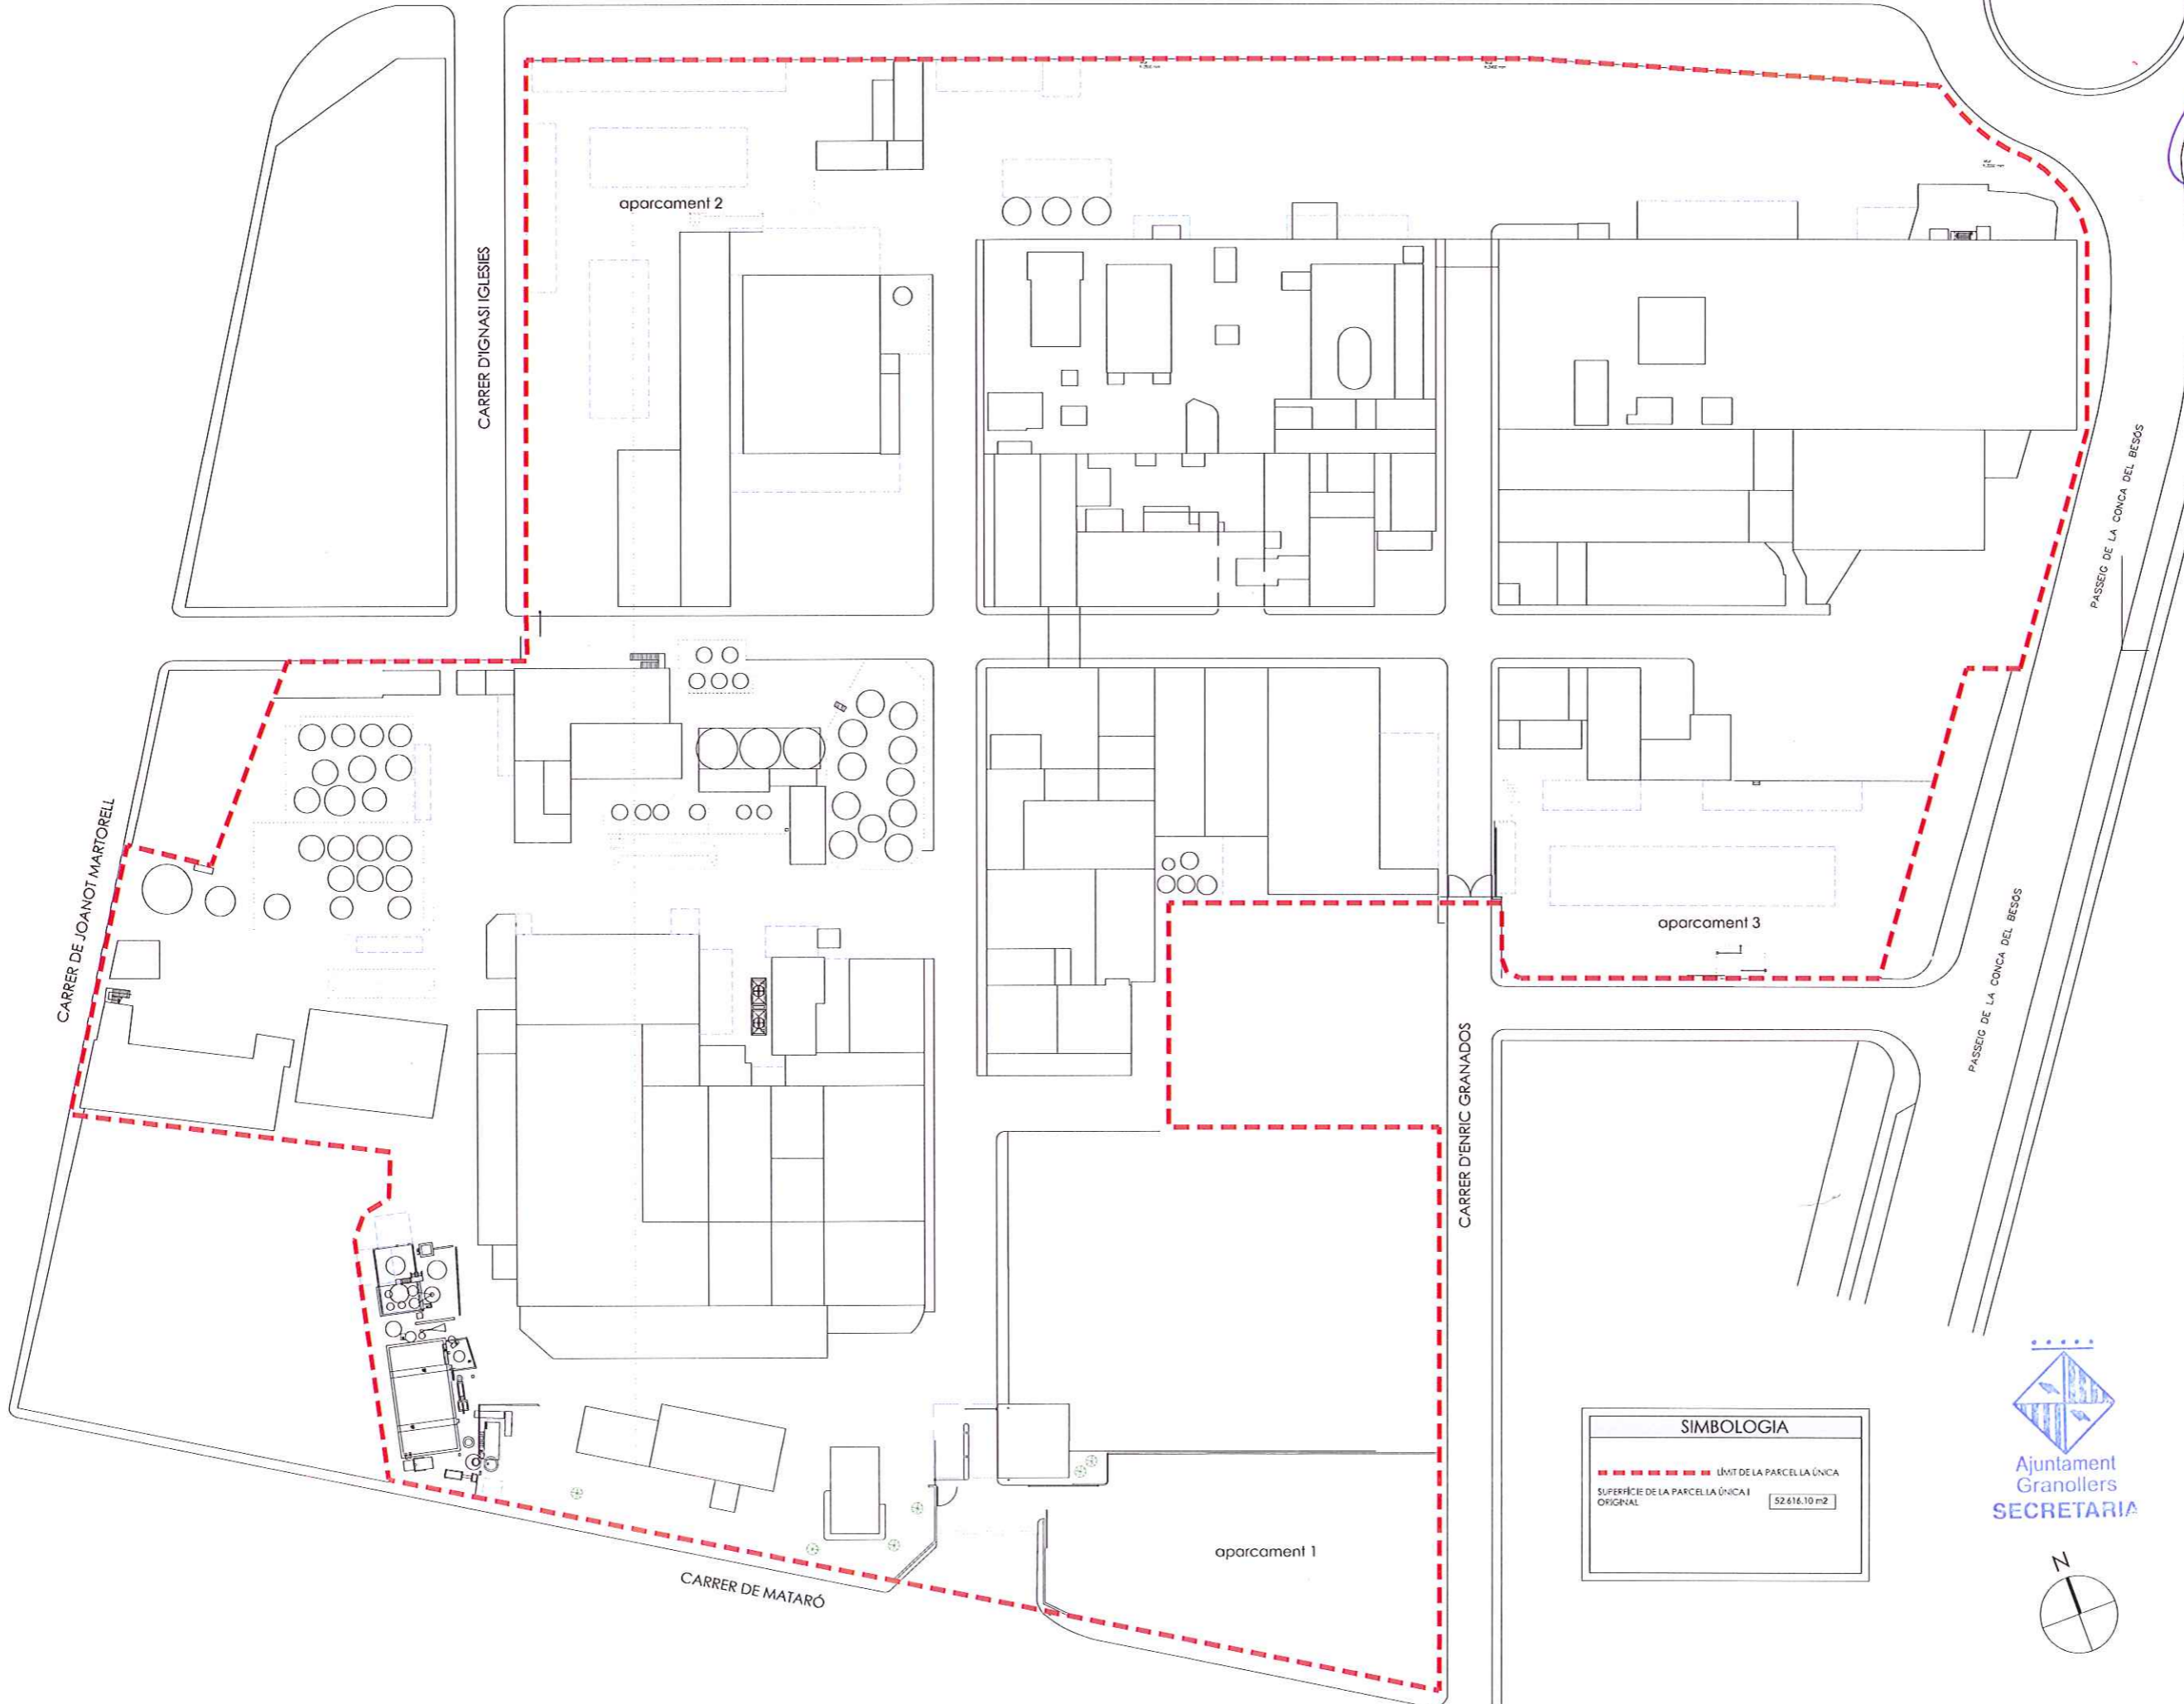 aparcament 2
CARRER D'IGNASI IGLESIES
PASSEIG DE LA CONCA DEL BESÒS
CARRER DE JOANOT MARTORELL
aparcament 3
PASSEIG DE LA CONCA DEL BESÒS
CARRER D'ENRIC GRANADOS
aparcament 1
CARRER DE MATARÓ
SIMBOLOGIA
LÍMIT DE LA PARCEL.LA ÚNICA
SUPERFÍCIE DE LA PARCEL.LA ÚNICA I
ORIGINAL
52.616.10 m2
Ajuntament
Granollers
SECRETARIA
N